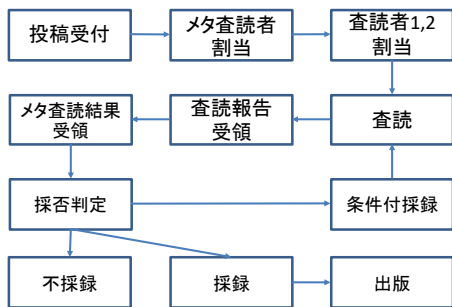 投稿受付
メタ査読者
割当
査読者1,2
割当
メタ査読結果
受領
査読報告
受領
査読
採否判定
条件付採録
不採録
採録
出版